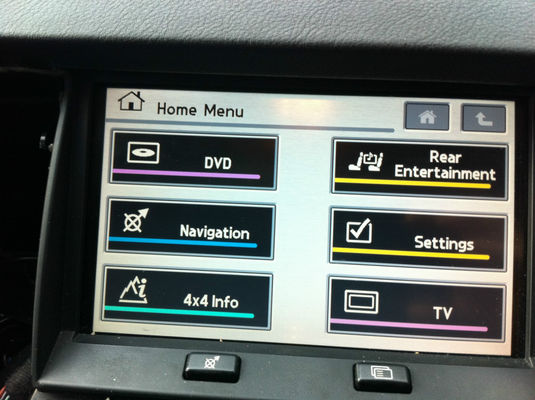 Home Menu
DVD
Rear
Entertainment
Navigation
Settings
4x4 Info
TV